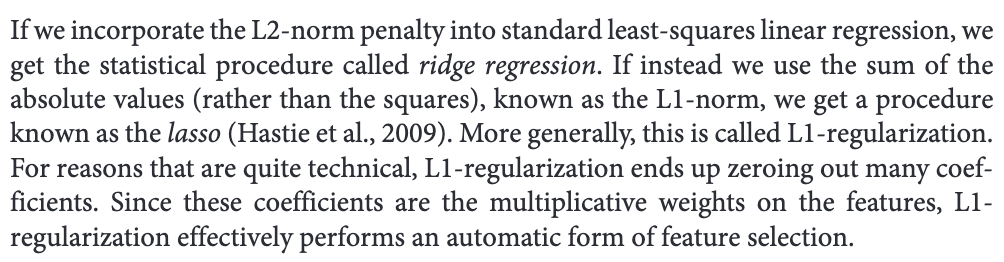 If we incorporate the L2-norm penalty into standard least-squares linear regression, we
get the statistical procedure called ridge regression. If instead we use the sum of the
absolute values (rather than the squares), known as the L1-norm, we get a procedure
known as the lasso (Hastie et al., 2009). More generally, this is called L1-regularization.
For reasons that are quite technical, L1-regularization ends up zeroing out many coef-
ficients. Since these coefficients are the multiplicative weights on the features, L1-
regularization effectively performs an automatic form of feature selection.